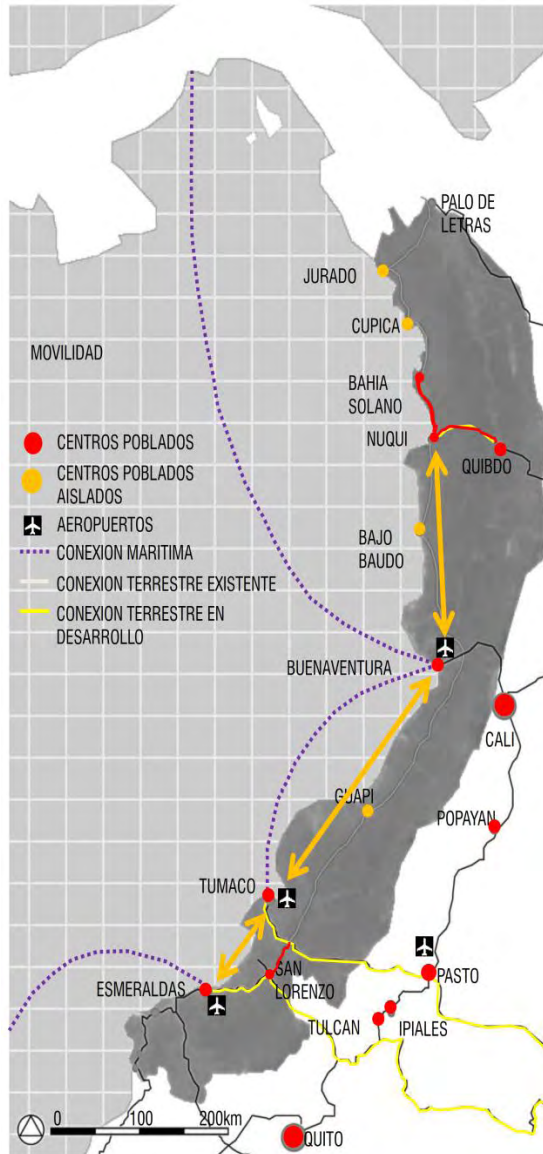 PALO DE
LETRAS
JURADO
CUPICA
MOVILIDAD
BAHIA
SOLANO
CENTROS POBLADOS
NUQUI
QUIBDO
CENTROS POBLADOS
AISLADOS
AEROPUERTOS
BAJO
BAUDO
CONEXION MARITIMA
CONEXION TERRESTRE EXISTENTE
CONEXION TERRESTRE EN
DESARROLLO
BUENAVENTURA
CALI
GUAPI
POPAYAN
TUMACO
SAN
LORENZO
PASTO
ESMERALDAS
TULCAN
IPIALES
0 100 200km
QUITO